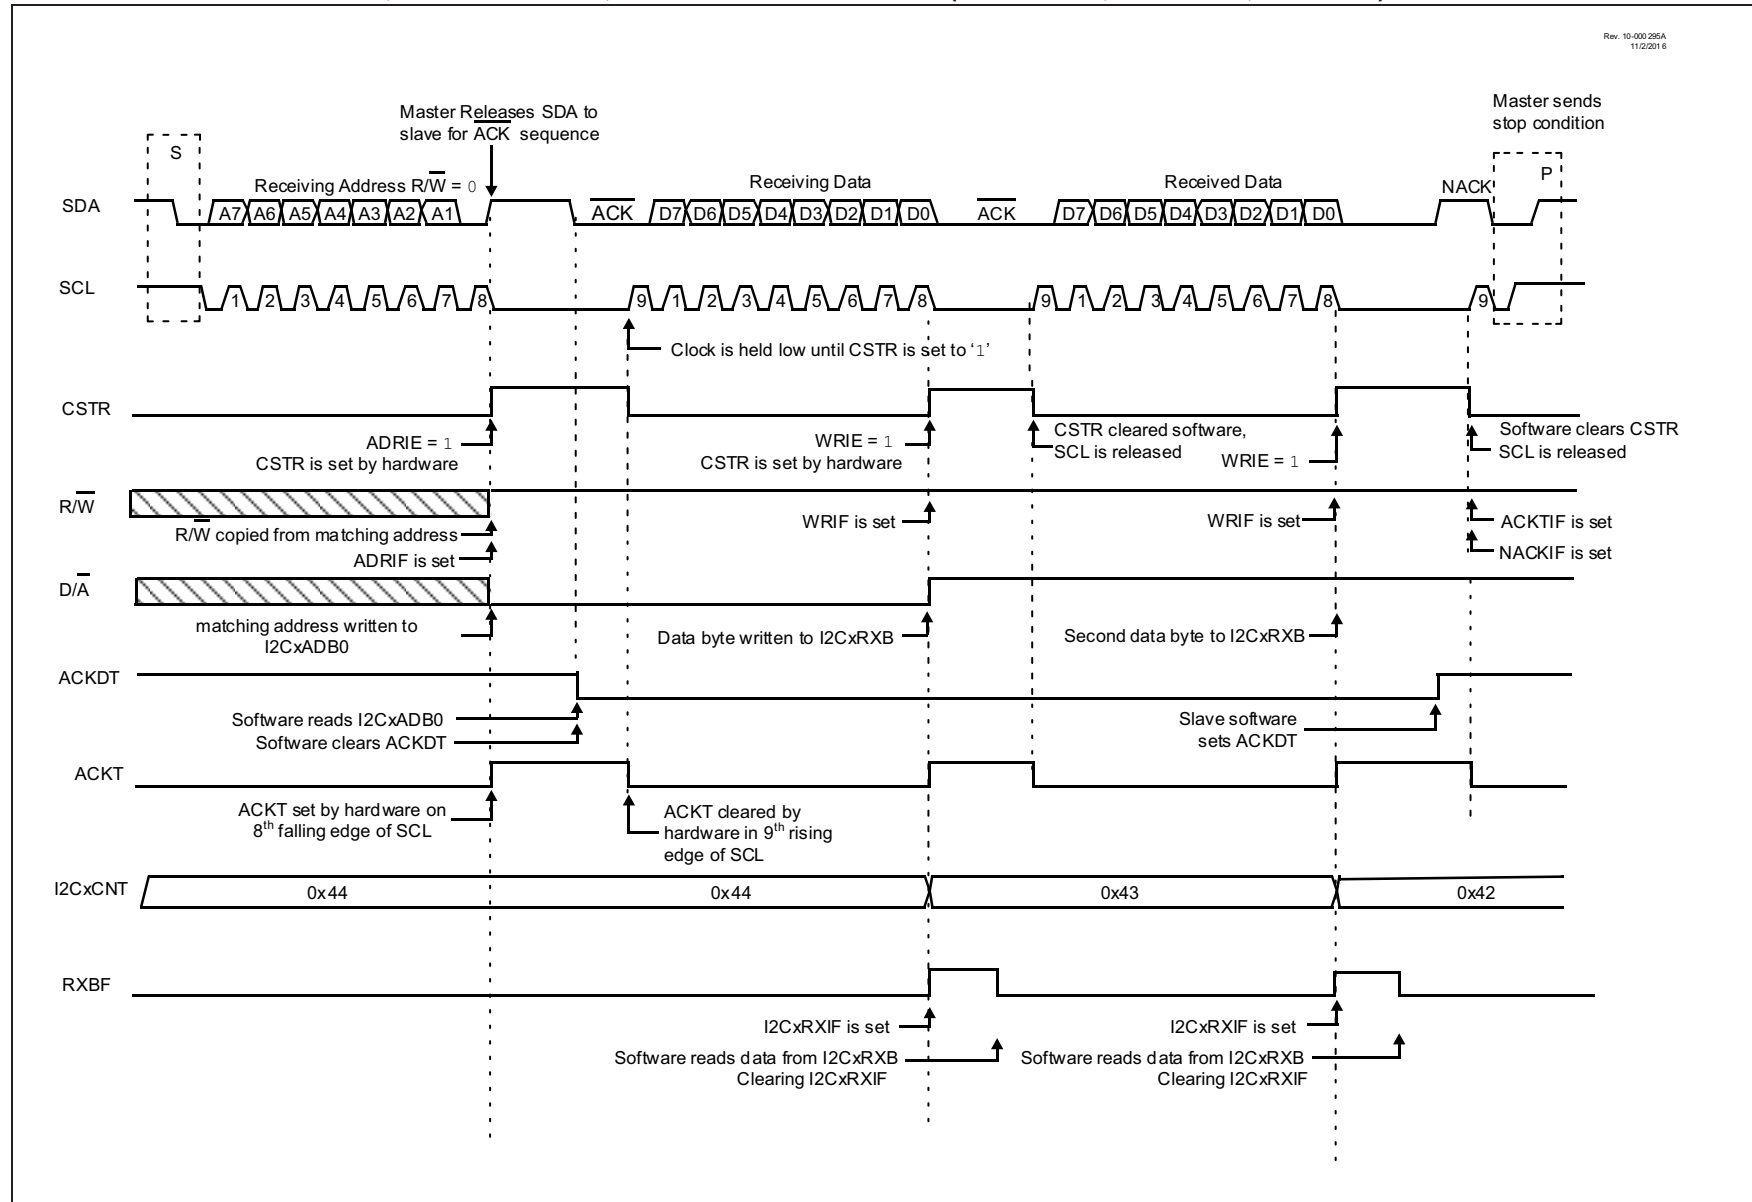 Rev. 10-000 295A
11/2/201 6
Master Releases SDA to
slave for ACK sequence
Master sends
stop condition
S
P
Receiving Address R/W = 0
Receiving Data
Received Data
NACK
SDA
A7 A6 A5 A4 A3 A2 A1
ACK
D7 D6 D5 D4 D3 D2 D1 D0
ACK
D7 D6 D5 D4 D3 D2 D1 D0
SCL
1 2 3 4 5 6 7 8 9 1 2 3 4 5 6 7 8 9 1 2 3 4 5 6 7 8 9
Clock is held low until CSTR is set to ‘1’
CSTR
ADRIE = 1
CSTR is set by hardware
WRIE = 1
CSTR is set by hardware
CSTR cleared software,
SCL is released
WRIE = 1
Software clears CSTR
SCL is released
R/W
R/W copied from matching address
ADRIF is set
WRIF is set
WRIF is set
ACKTIF is set
NACKIF is set
D/A
matching address written to
I2CxADB0
Data byte written to I2CxRXB
Second data byte to I2CxRXB
ACKDT
Software reads I2CxADB0
Software clears ACKDT
Slave software
sets ACKDT
ACKT
ACKT set by hardware on
8th falling edge of SCL
ACKT cleared by
hardware in 9th rising
edge of SCL
I2CxCNT
0x44
0x44
0x43
0x42
RXBF
I2CxRXIF is set
Software reads data from I2CxRXB
Clearing I2CxRXIF
I2CxRXIF is set
Software reads data from I2CxRXB
Clearing I2CxRXIF